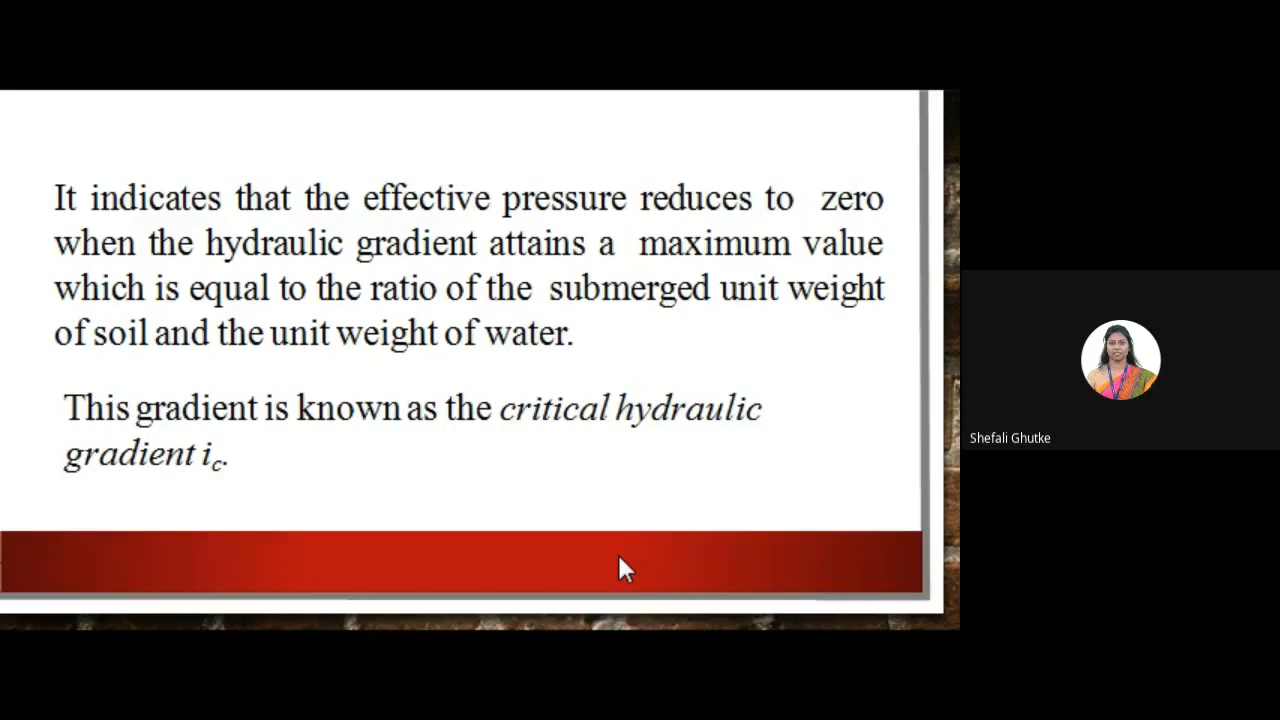 It indicates that the effective pressure reduces to zero
when the hydraulic gradient attains a maximum value
which is equal to the ratio of the submerged unit weight
of soil and the unit weight of water.
This gradient is known as the critical hydraulic
gradient ic.
Shefali Ghutke